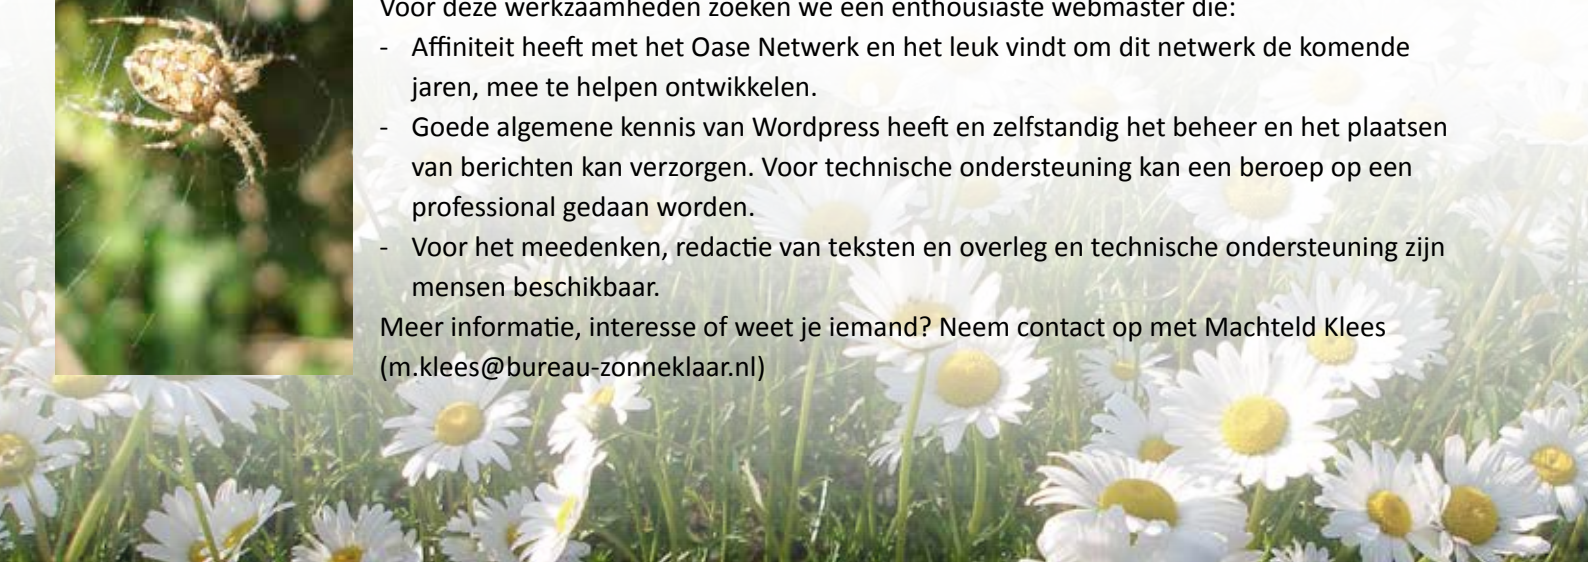 Voor deze werkzaamheden zoeken we een enthousiaste webmaster die:
- Affiniteit heeft met het Oase Netwerk en het leuk vindt om dit netwerk de komende
jaren, mee te helpen ontwikkelen.
- Goede algemene kennis van Wordpress heeft en zelfstandig het beheer en het plaatsen
van berichten kan verzorgen. Voor technische ondersteuning kan een beroep op een
professional gedaan worden.
- Voor het meedenken, redactie van teksten en overleg en technische ondersteuning zijn
mensen beschikbaar.
Meer informatie, interesse of weet je iemand? Neem contact op met Machteld Klees
(m.klees@bureau-zonneklaar.nl)